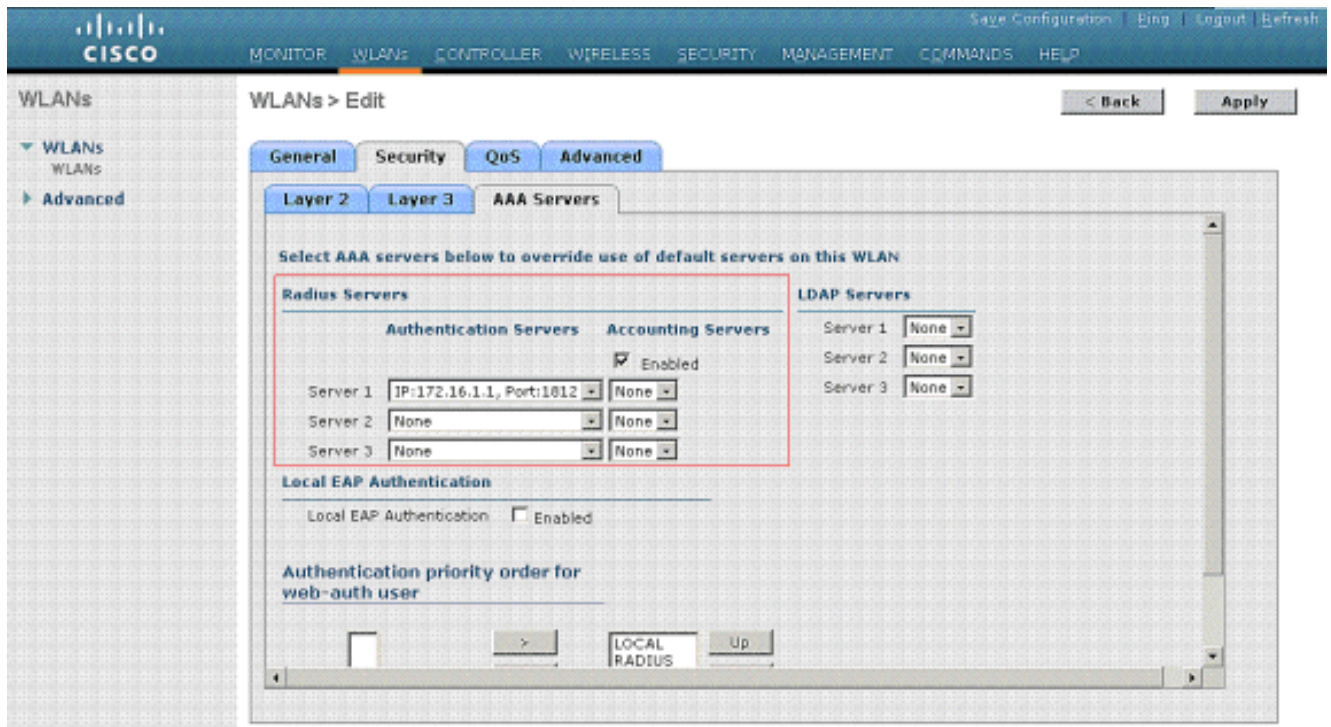 Save Configuration | Ping | Logout | Refresh
CISCO
MONITOR WLANs CONTROLLER WIRELESS SECURITY MANAGEMENT COMMANDS HELP
WLANs
WLANs
WLANs
Advanced
WLANs > Edit
< Back
Apply
General Security QoS Advanced
Layer 2 Layer 3 AAA Servers
Select AAA servers below to override use of default servers on this WLAN
Radius Servers
Authentication Servers Accounting Servers
Enabled
Server 1 IP:172.16.1.1, Port:1812 None
Server 2 None None
Server 3 None None
LDAP Servers
Server 1 None
Server 2 None
Server 3 None
Local EAP Authentication
Local EAP Authentication Enabled
Authentication priority order for
web-auth user
>
LOCAL
RADIUS
Up